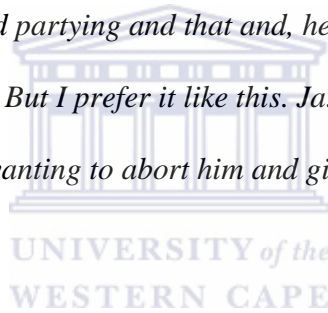 d partying and that and, he
But I prefer it like this. Ja
anting to abort him and gi
UNIVERSITY of the
WESTERN CAPE